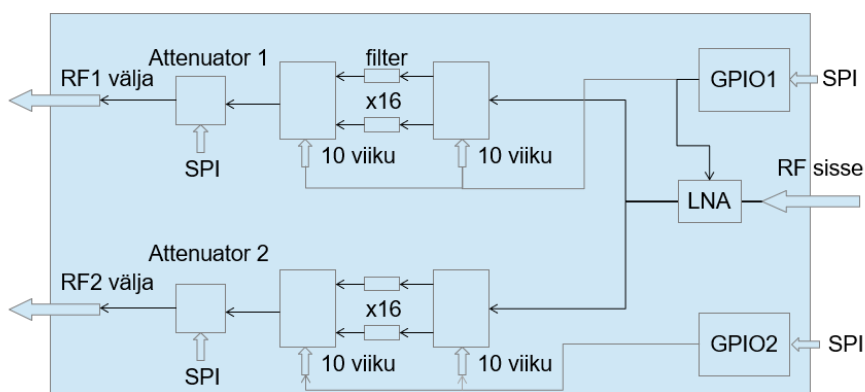 Attenuator 1
filter
RF1 välja
GPIO1
SPI
x16
SPI
10 viiku
10 viiku
RF sisse
LNA
Attenuator 2
RF2 välja
x16
GPIO2
SPI
SPI
10 viiku
10 viiku